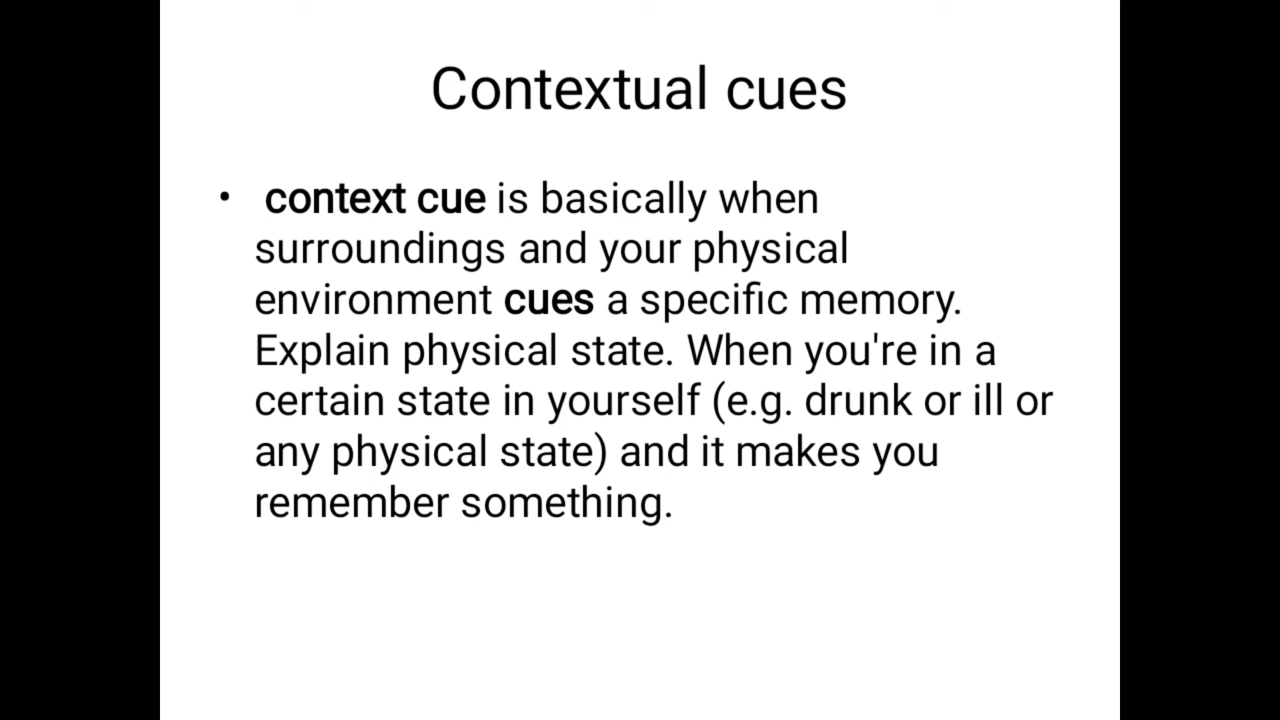 Contextual cues
• context cue is basically when
surroundings and your physical
environment cues a specific memory.
Explain physical state. When you're in a
certain state in yourself (e.g. drunk or ill or
any physical state) and it makes you
remember something.